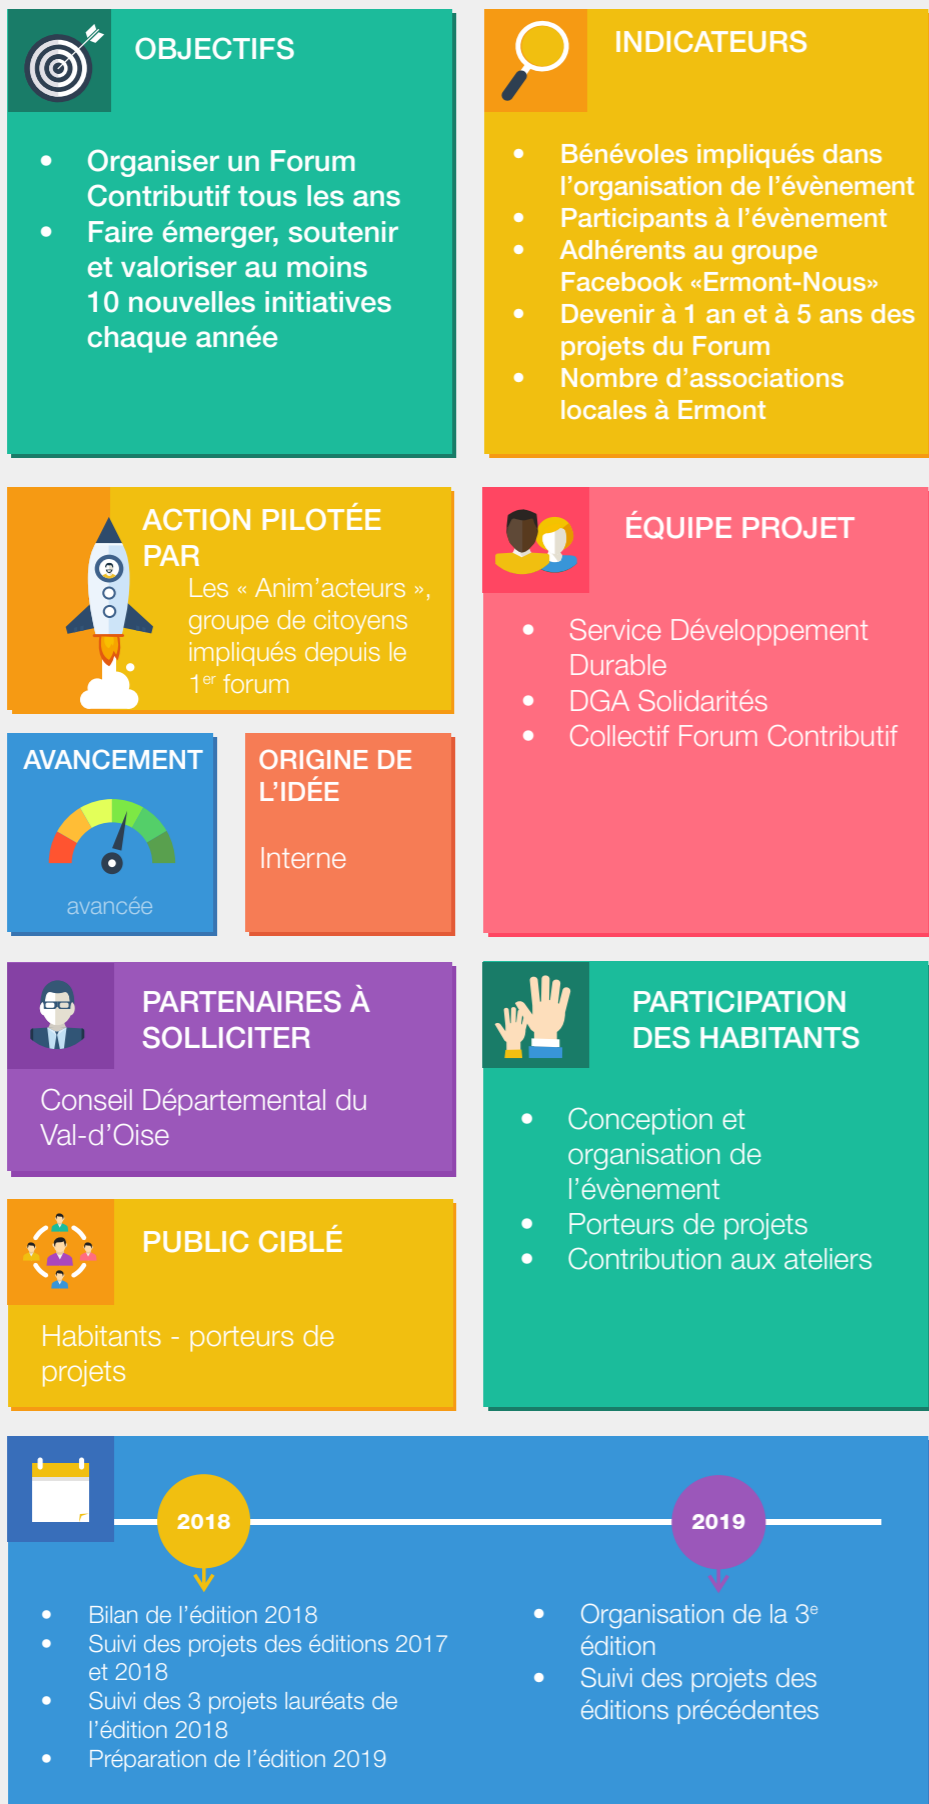 OBJECTIFS
• Organiser un Forum
Contributif tous les ans
• Faire émerger, soutenir
et valoriser au moins
10 nouvelles initiatives
chaque année
INDICATEURS
• Bénévoles impliqués dans
l'organisation de l'évènement
• Participants à l'évènement
• Adhérents au groupe
Facebook «Ermont-Nous»
• Devenir à 1 an et à 5 ans des
projets du Forum
• Nombre d'associations
locales à Ermont
ACTION PILOTÉE
PAR
Les « Anim'acteurs »,
groupe de citoyens
impliqués depuis le
1er forum
ÉQUIPE PROJET
• Service Développement
Durable
• DGA Solidarités
• Collectif Forum Contributif
AVANCEMENT
avancée
ORIGINE DE
L'IDÉE
Interne
PARTENAIRES À
SOLLICITER
Conseil Départemental du
Val-d'Oise
PARTICIPATION
DES HABITANTS
• Conception et
organisation de
l'évènement
• Porteurs de projets
• Contribution aux ateliers
PUBLIC CIBLÉ
Habitants - porteurs de
projets
2018
• Bilan de l'édition 2018
• Suivi des projets des éditions 2017
et 2018
• Suivi des 3 projets lauréats de
l'édition 2018
• Préparation de l'édition 2019
2019
• Organisation de la 3e
édition
• Suivi des projets des
éditions précédentes